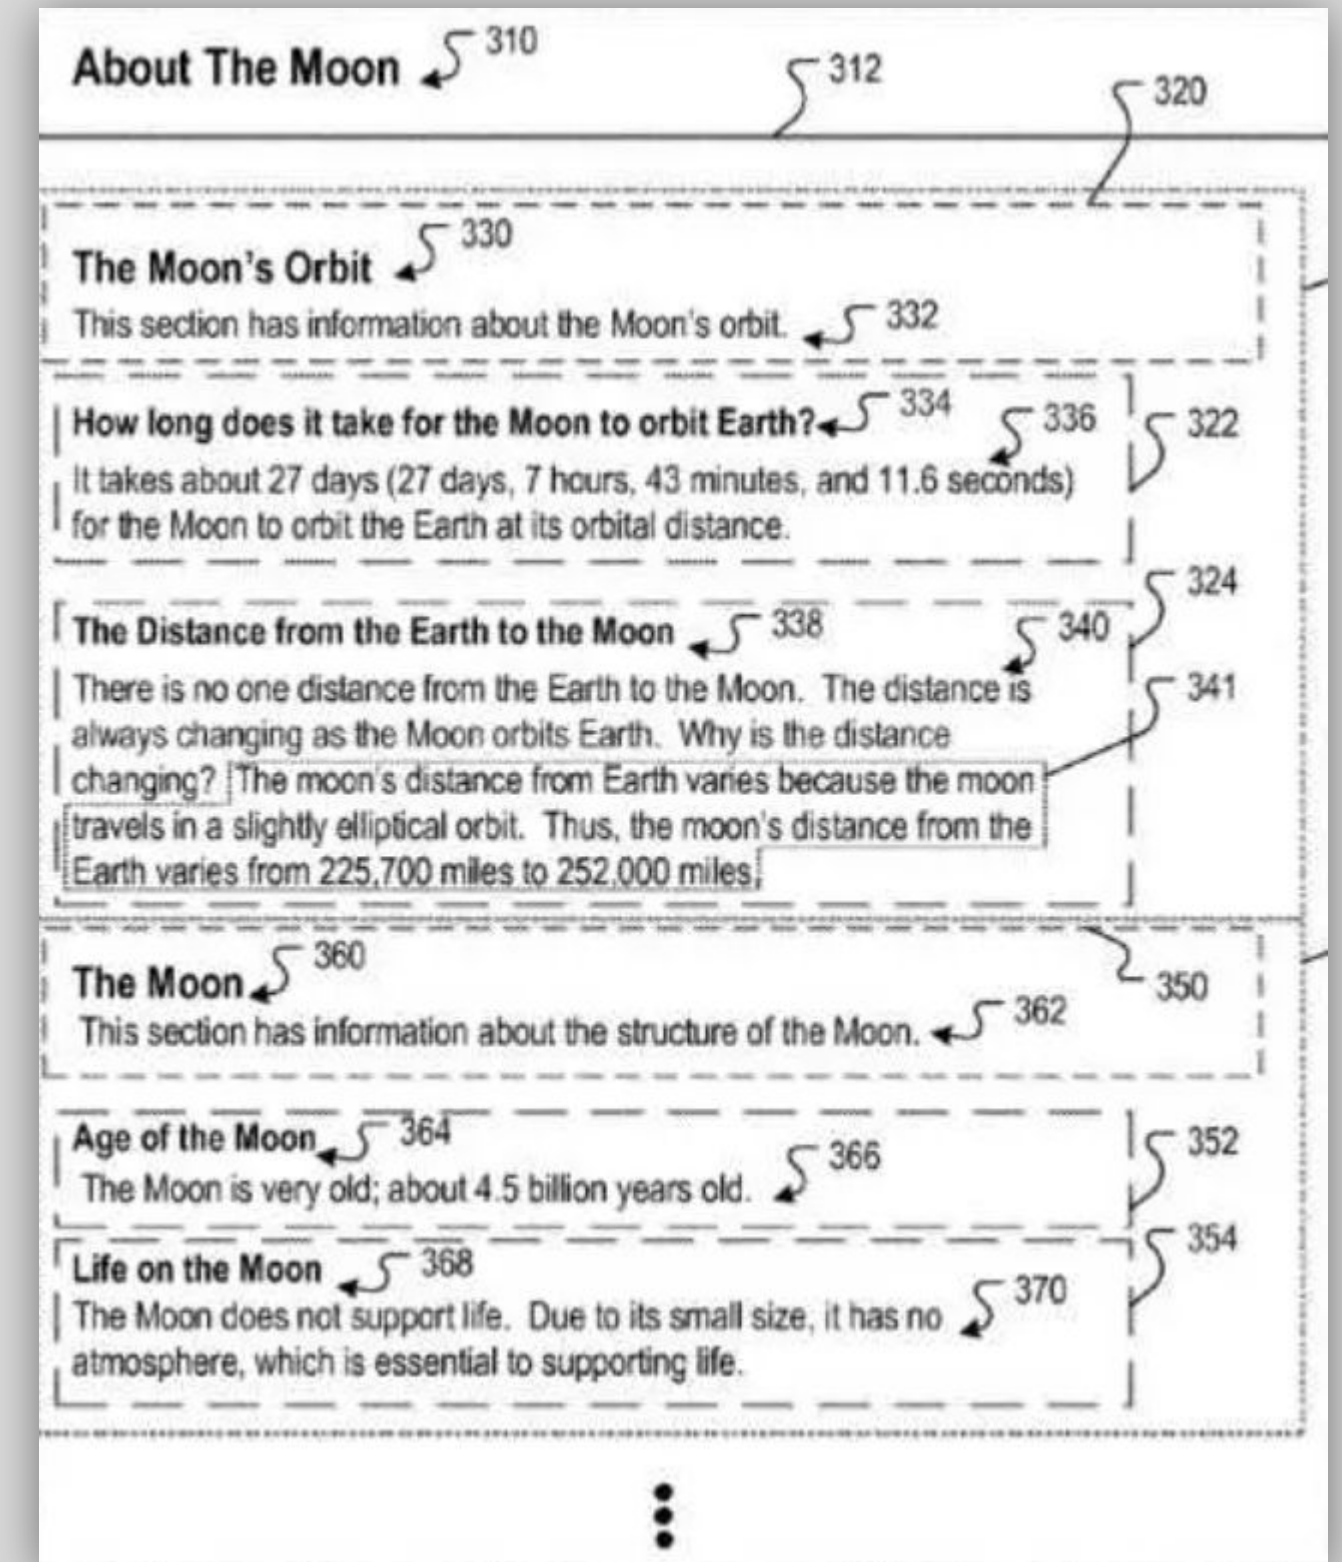 About The Moon 310
312
320
The Moon's Orbit 330
This section has information about the Moon's orbit. 332
How long does it take for the Moon to orbit Earth? 334
336
322
It takes about 27 days (27 days, 7 hours, 43 minutes, and 11.6 seconds)
for the Moon to orbit the Earth at its orbital distance.
324
The Distance from the Earth to the Moon 338
340
There is no one distance from the Earth to the Moon. The distance is
341
always changing as the Moon orbits Earth. Why is the distance
changing? The moon's distance from Earth varies because the moon
travels in a slightly elliptical orbit. Thus, the moon's distance from the
Earth varies from 225,700 miles to 252,000 miles.
The Moon 360
350
This section has information about the structure of the Moon. 362
Age of the Moon 364
352
The Moon is very old; about 4.5 billion years old. 366
354
Life on the Moon 368
370
The Moon does not support life. Due to its small size, it has no
atmosphere, which is essential to supporting life.